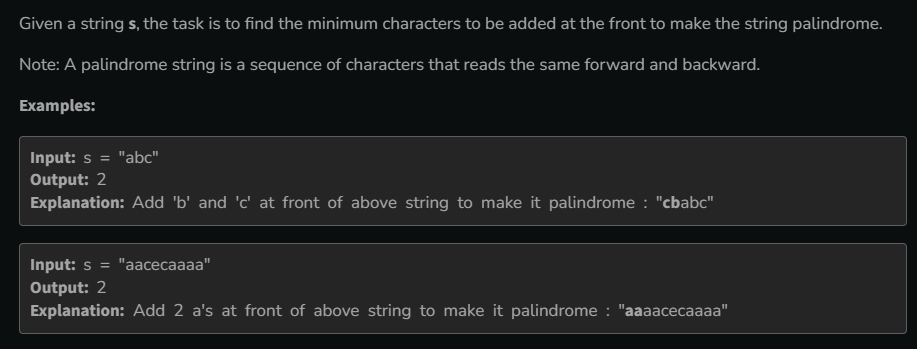 Given a string s, the task is to find the minimum characters to be added at the front to make the string palindrome.
Note: A palindrome string is a sequence of characters that reads the same forward and backward.
Examples:
Input: s = "abc"
Output: 2
Explanation: Add 'b' and 'c' at front of above string to make it palindrome : "cbabc"
Input: s = "aacecaaaa"
Output: 2
Explanation: Add 2 a's at front of above string to make it palindrome : "aaaacecaaaa"